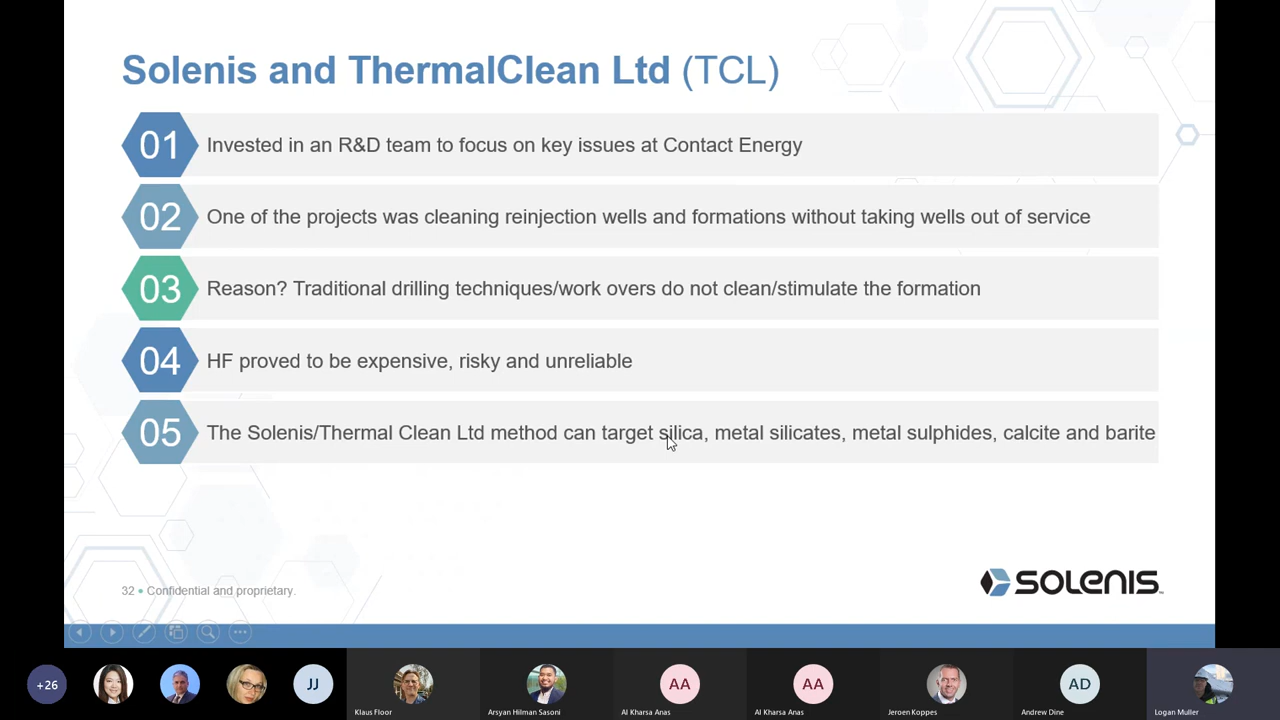 Solenis and ThermalClean Ltd (TCL)
01 Invested in an R&D team to focus on key issues at Contact Energy
02 One of the projects was cleaning reinjection wells and formations without taking wells out of service
03 Reason? Traditional drilling techniques/work overs do not clean/stimulate the formation
04 HF proved to be expensive, risky and unreliable
05 The Solenis/Thermal Clean Ltd method can target silica, metal silicates, metal sulphides, calcite and barite
32 • Confidential and proprietary.
SOLENIS
+26
JJ
AA
AA
AD
Klaus Floor
Arsyan Hilman Sasoni
Al Kharsa Anas
Al Kharsa Anas
Jeroen Koppes
Andrew Dine
Logan Muller